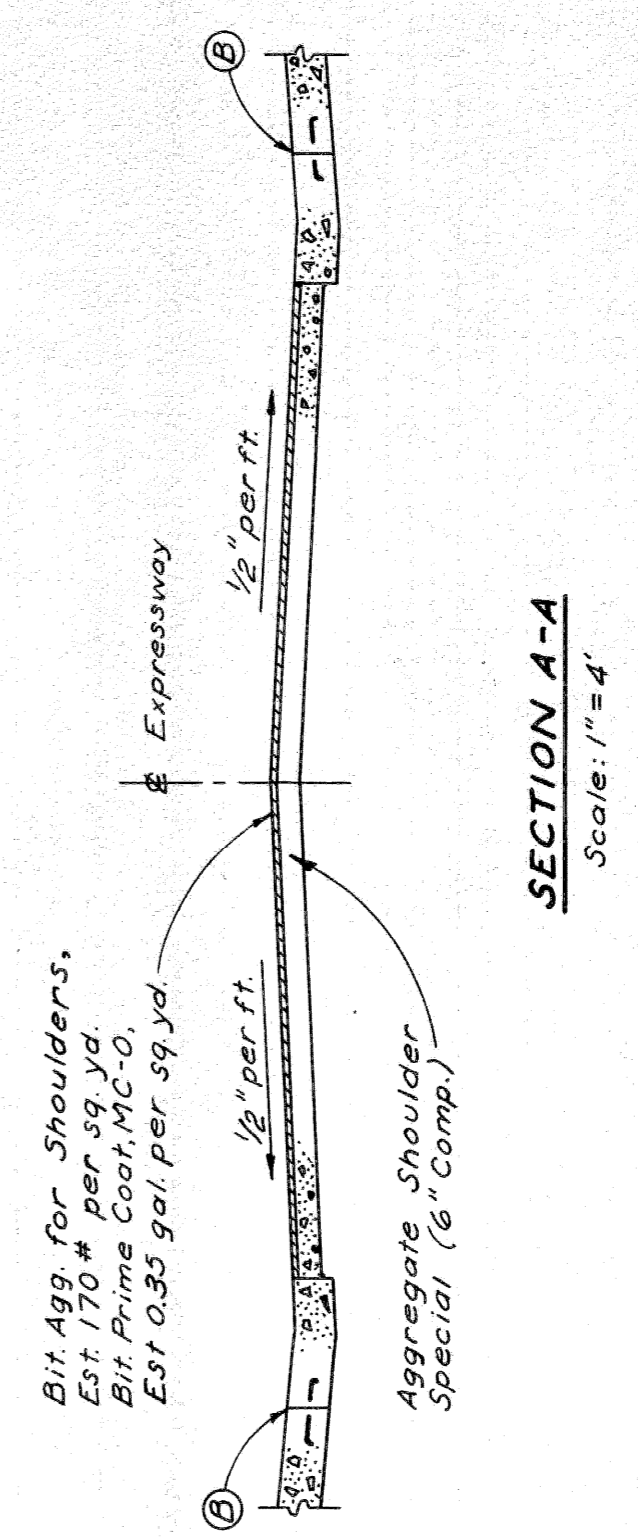 Bit. Agg. for Shoulders,
Est. 170 # per sq. yd.
Bit. Prime Coat, MC-O,
Est 0.35 gal. per sq. yd.
℄ Expressway
B
1/2" per ft.
1/2" per ft.
B
Aggregate Shoulder
Special (6" Comp.)
SECTION A-A
Scale: 1" = 4'